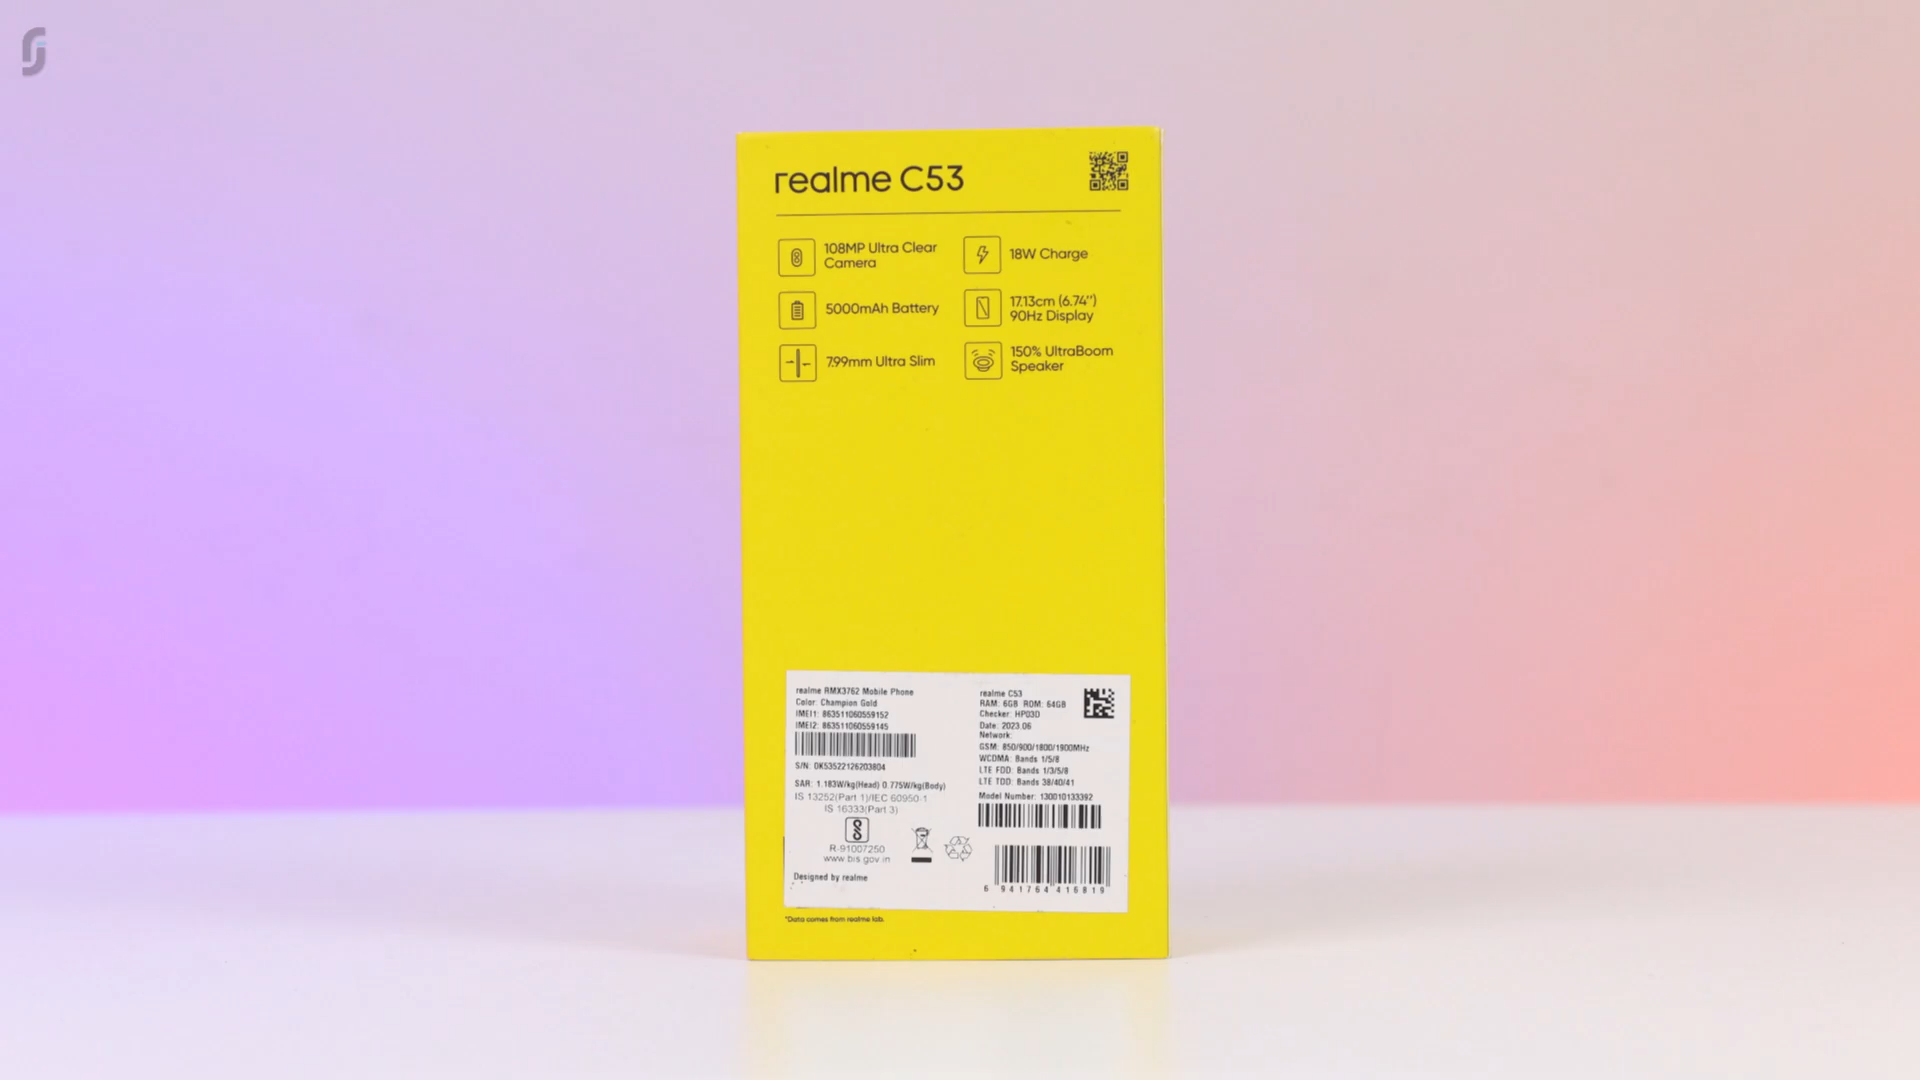 realme C53
108MP Ultra Clear
Camera
18W Charge
5000mAh Battery
17.13cm (6.74’’)
90Hz Display
7.99mm Ultra Slim
150% UltraBoom
Speaker
realme RMX3762 Mobile Phone
Color: Champion Gold
IMEI1: 863511060559152
IMEI2: 863511060559145
S/N: 0K53522126203804
SAR: 1.183W/kg(Head) 0.775W/kg(Body)
IS 13252(Part 1)/IEC 60950-1
IS 16333(Part 3)
R-91007250
www.bis.gov.in
Designed by realme
realme C53
RAM: 6GB ROM: 64GB
Checker: HP03D
Date: 2023.06
Network:
GSM: 850/900/1800/1900MHz
WCDMA: Bands 1/5/8
LTE FDD: Bands 1/3/5/8
LTE TDD: Bands 38/40/41
Model Number: 130010133392
6 941764 416819
*Data comes from realme lab.